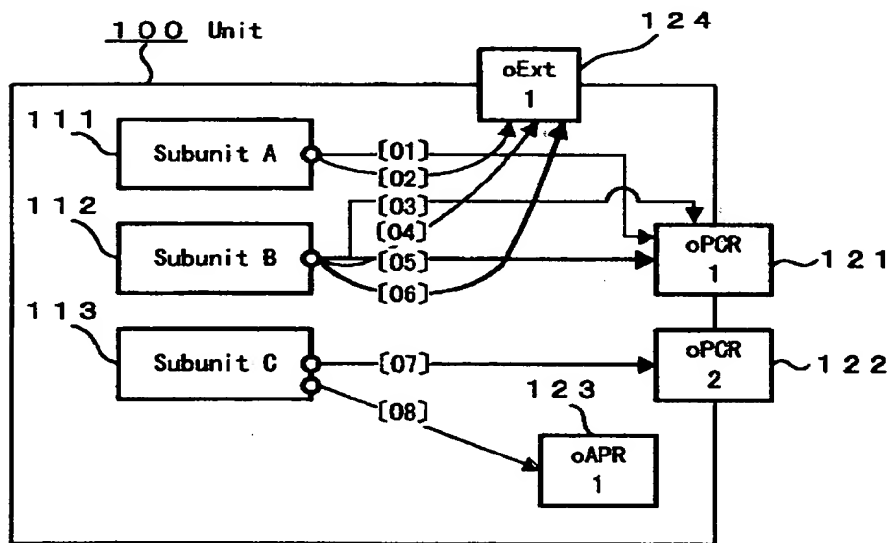 100 Unit
124
oExt
1
111
Subunit A
[01]
[02]
112
[03]
[04]
Subunit B
[05]
oPCR
1
121
[06]
113
Subunit C
[07]
oPCR
2
122
[08]
123
oAPR
1